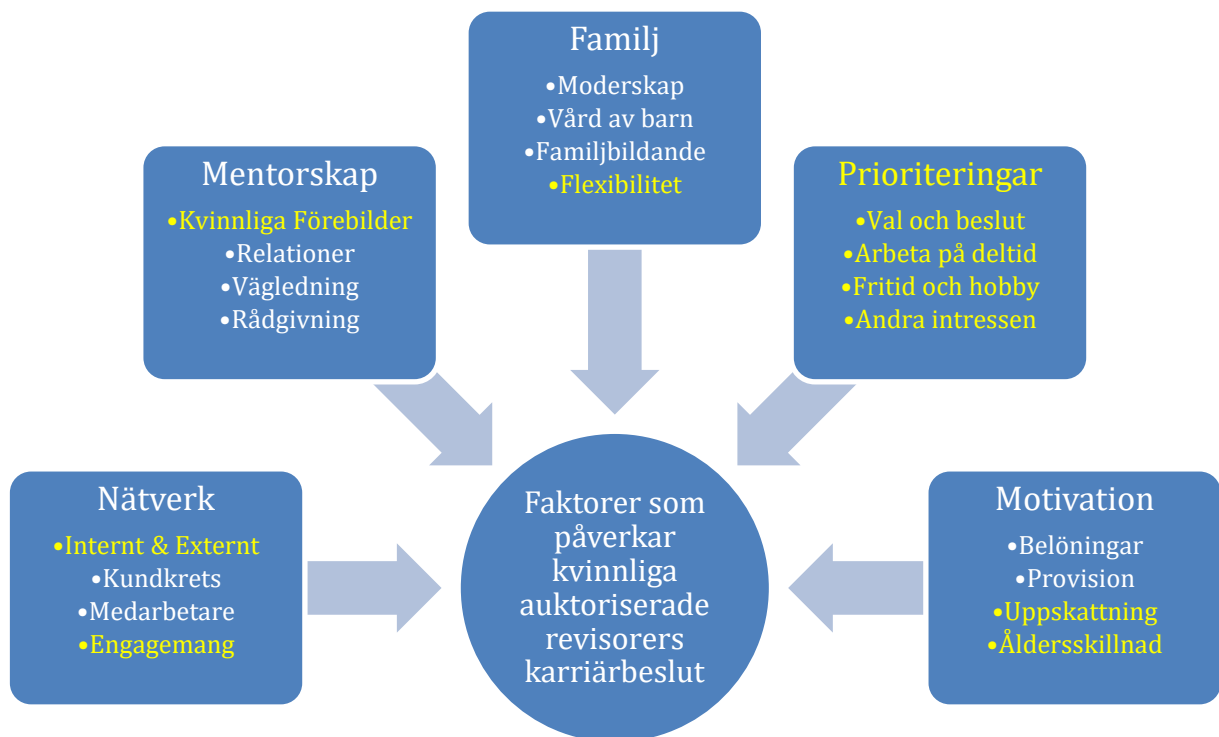 Familj
•Moderskap
•Vård av barn
•Familjbildande
•Flexibilitet
Mentorskap
•Kvinnliga Förebilder
•Relationer
•Vägledning
•Rådgivning
Prioriteringar
•Val och beslut
•Arbeta på deltid
•Fritid och hobby
•Andra intressen
Nätverk
•Internt & Externt
•Kundkrets
•Medarbetare
•Engagemang
Faktorer som
påverkar
kvinnliga
auktoriserade
revisorers
karriärbeslut
Motivation
•Belöningar
•Provision
•Uppskattning
•Åldersskillnad